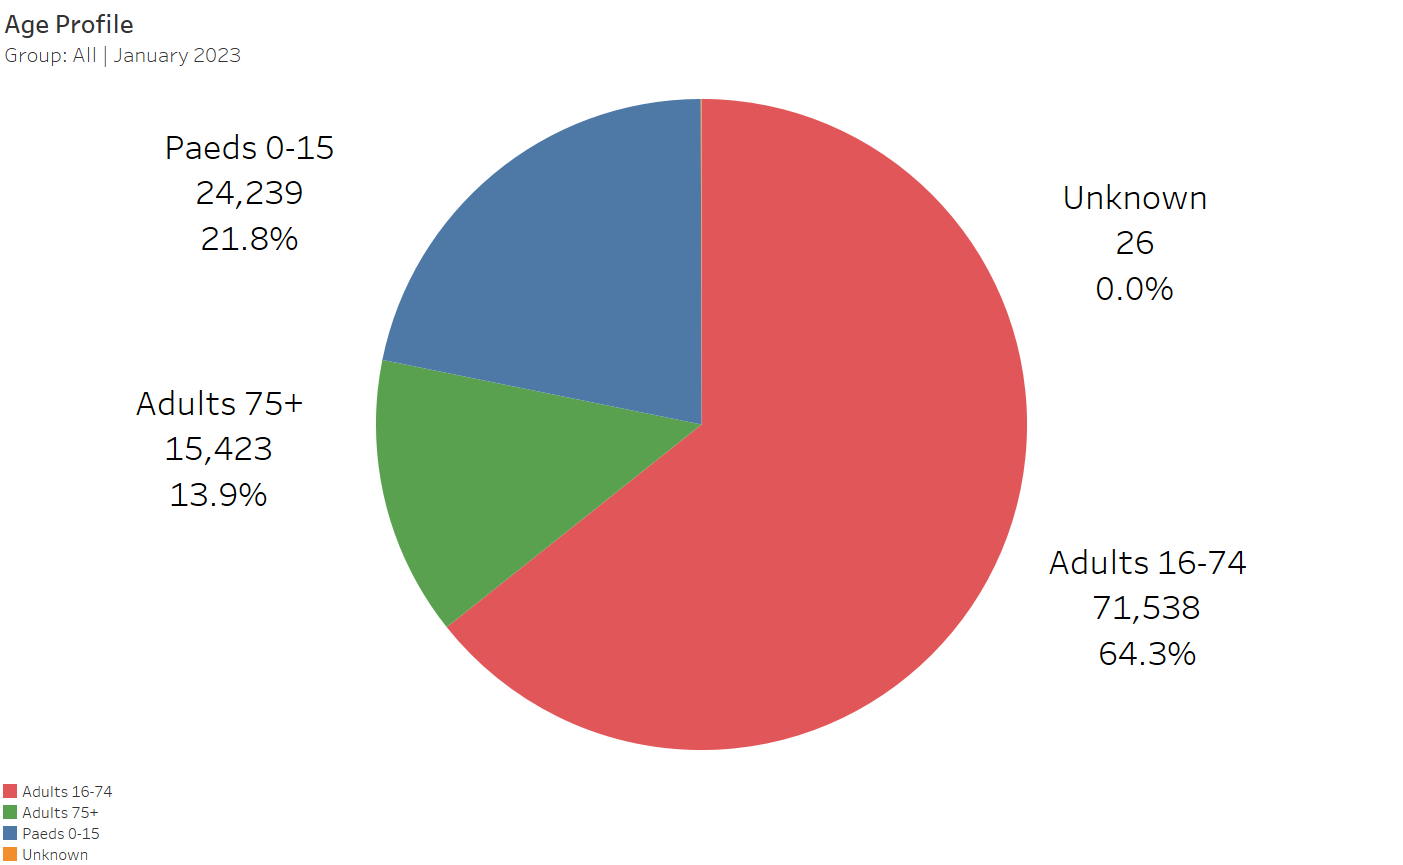 Age Profile
Group: All | January 2023
Paeds 0-15
24,239
21.8%
Unknown
26
0.0%
Adults 75+
15,423
13.9%
Adults 16-74
71,538
64.3%
Adults 16-74
Adults 75+
Paeds 0-15
Unknown